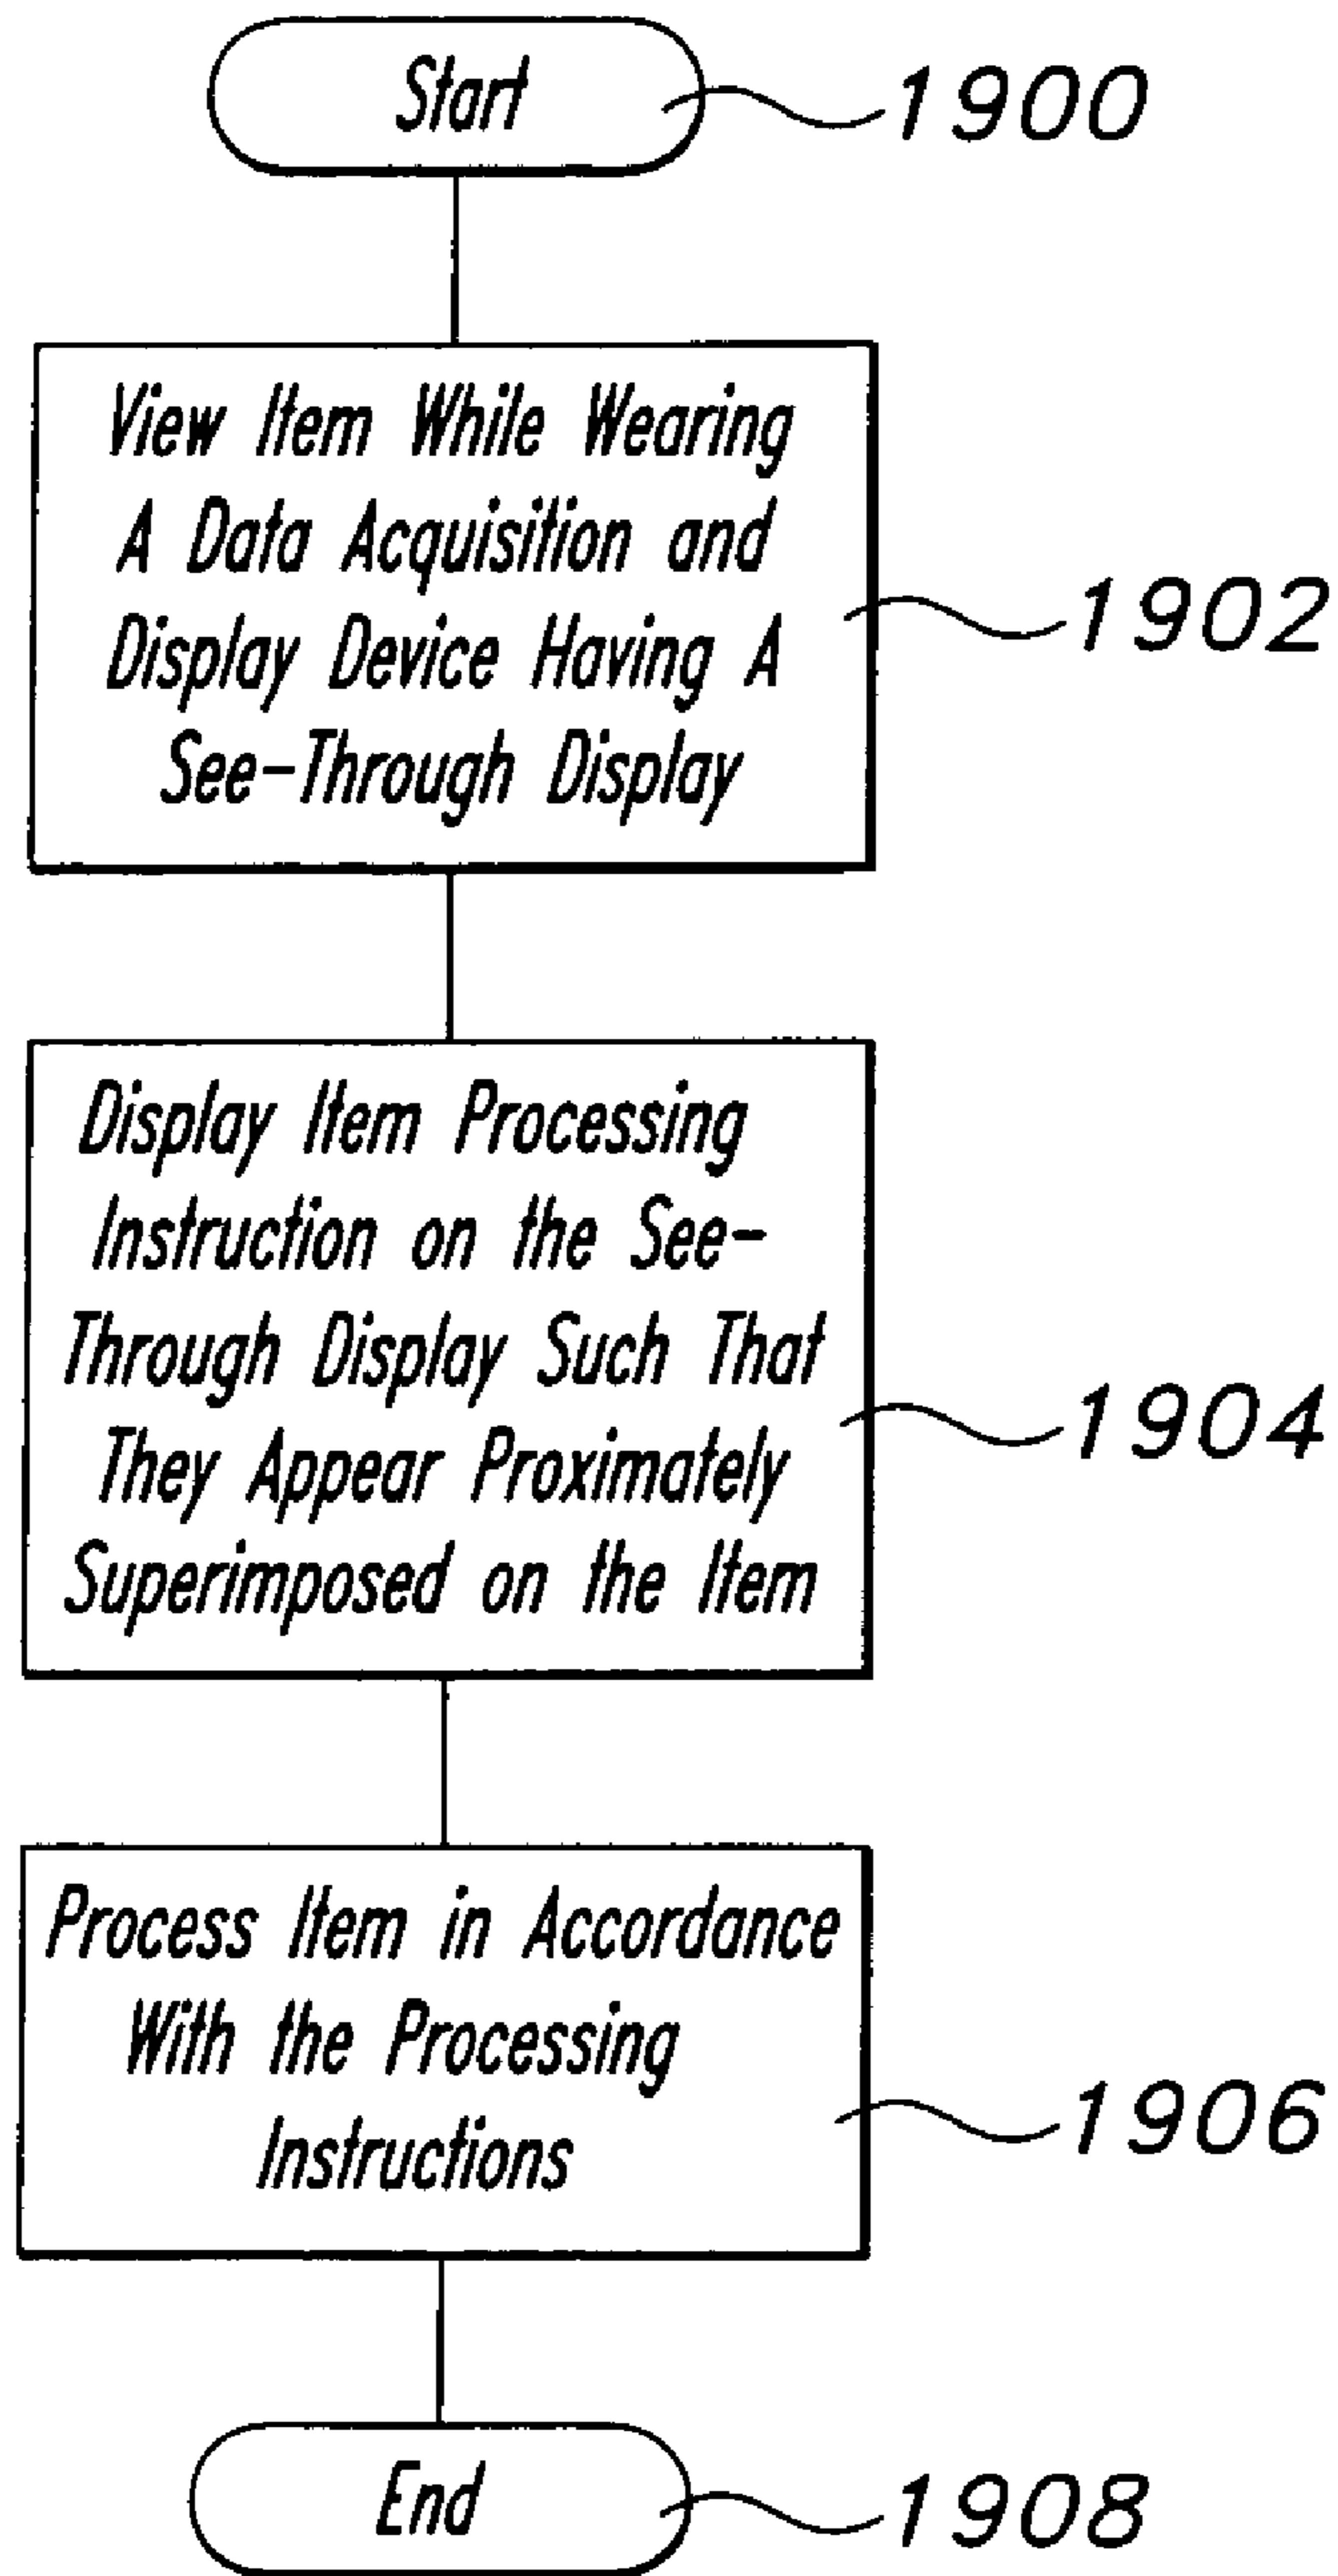 Start
1900
View Item While Wearing
A Data Acquisition and
Display Device Having A
See-Through Display
1902
Display Item Processing
Instruction on the See-
Through Display Such That
They Appear Proximately
Superimposed on the Item
1904
Process Item in Accordance
With the Processing
Instructions
1906
End
1908